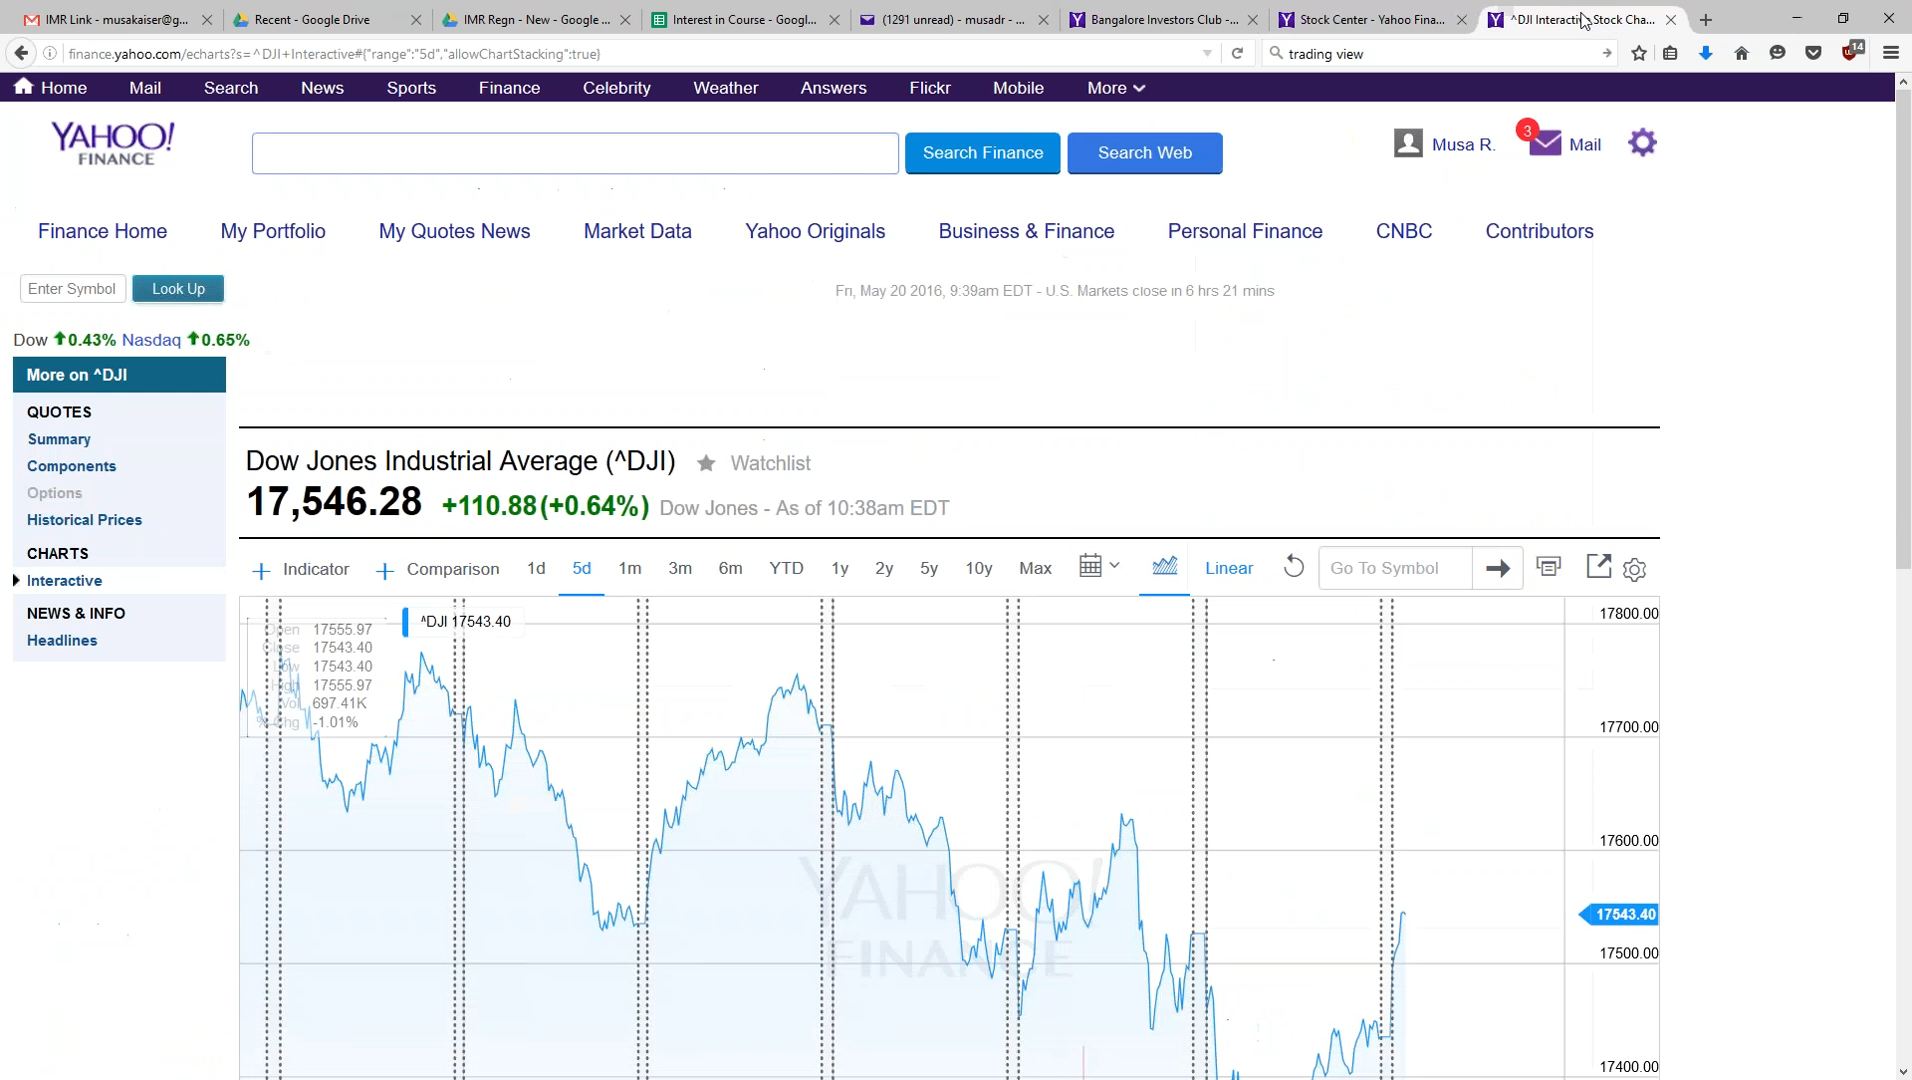 IMR Link - musakaiser@g... Recent - Google Drive IMR Regn - New - Google ... Interest in Course - Googl... (1291 unread) - musadr - ... Bangalore Investors Club -... Stock Center - Yahoo Fina... ^DJI Interactive Stock Cha...
finance.yahoo.com/echarts?s=^DJI+Interactive#{"range":"5d","allowChartStacking":true} trading view 14
Home Mail Search News Sports Finance Celebrity Weather Answers Flickr Mobile More
YAHOO!
FINANCE
Search Finance Search Web
Musa R. 3 Mail
Finance Home My Portfolio My Quotes News Market Data Yahoo Originals Business & Finance Personal Finance CNBC Contributors
Enter Symbol Look Up
Fri, May 20 2016, 9:39am EDT - U.S. Markets close in 6 hrs 21 mins
Dow 0.43% Nasdaq 0.65%
More on ^DJI
QUOTES
Summary
Components
Options
Historical Prices
CHARTS
Interactive
NEWS & INFO
Headlines
Dow Jones Industrial Average (^DJI) Watchlist
17,546.28 +110.88(+0.64%) Dow Jones - As of 10:38am EDT
Indicator Comparison 1d 5d 1m 3m 6m YTD 1y 2y 5y 10y Max Linear Go To Symbol
^DJI 17543.40
Open 17555.97
Close 17543.40
Low 17543.40
High 17555.97
Vol 697.41K
% Chg -1.01%
17800.00
17700.00
17600.00
17543.40
17500.00
17400.00
YAHOO!
FINANCE